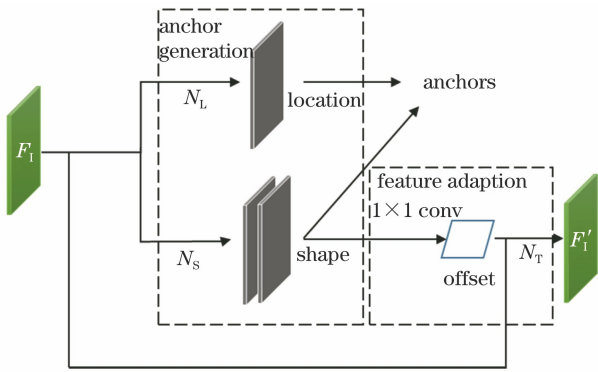 anchor
generation
N_L
location
anchors
F_I
feature adaption
1×1 conv
N_S
shape
offset
N_T
F_I′